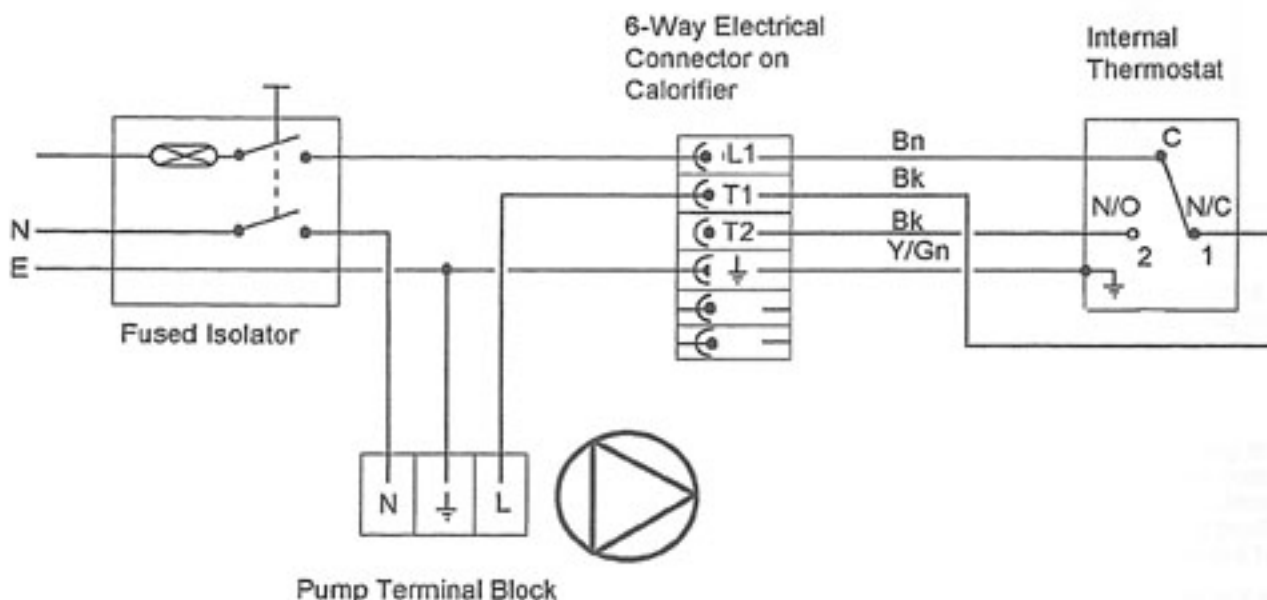 6-Way Electrical
Connector on
Calorifier
Internal
Thermostat
L1
Bn
C
T1
Bk
N/O
N/C
N
T2
Bk
2
1
E
Y/Gn
Fused Isolator
N
L
Pump Terminal Block